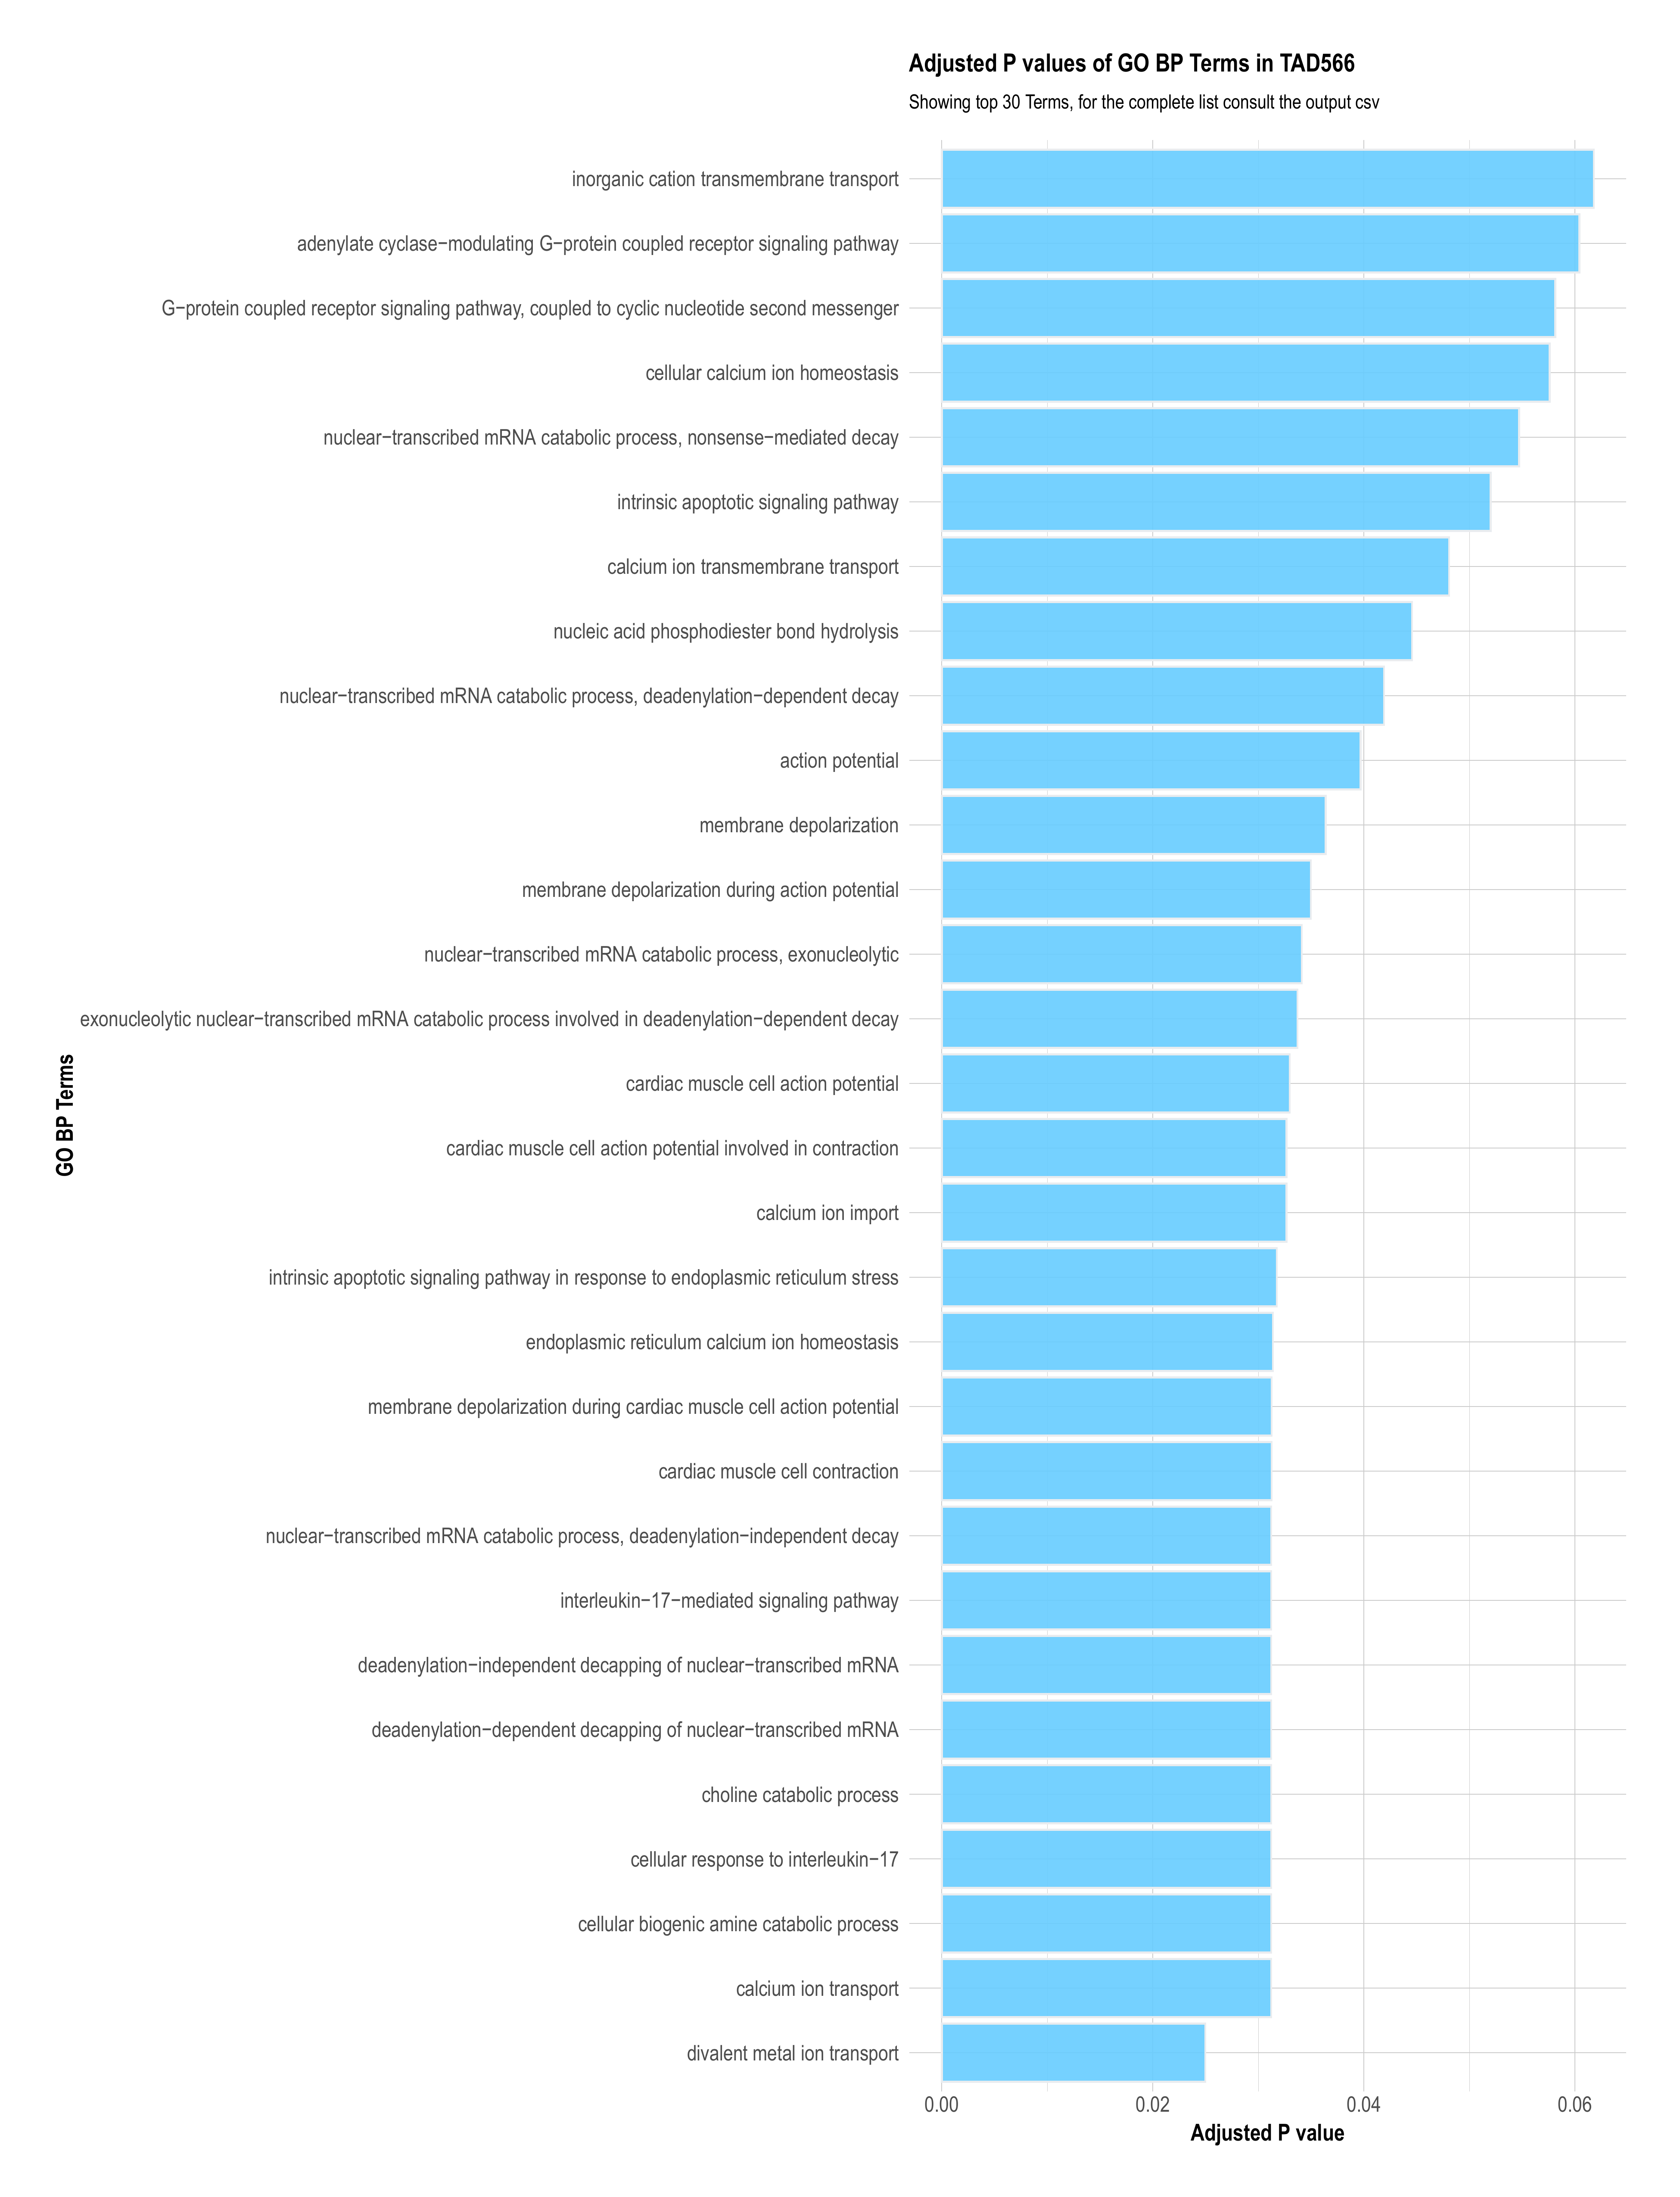 Adjusted P values of GO BP Terms in TAD566
Showing top 30 Terms, for the complete list consult the output csv
inorganic cation transmembrane transport
adenylate cyclase−modulating G−protein coupled receptor signaling pathway
G−protein coupled receptor signaling pathway, coupled to cyclic nucleotide second messenger
cellular calcium ion homeostasis
nuclear−transcribed mRNA catabolic process, nonsense−mediated decay
intrinsic apoptotic signaling pathway
calcium ion transmembrane transport
nucleic acid phosphodiester bond hydrolysis
nuclear−transcribed mRNA catabolic process, deadenylation−dependent decay
action potential
membrane depolarization
membrane depolarization during action potential
nuclear−transcribed mRNA catabolic process, exonucleolytic
exonucleolytic nuclear−transcribed mRNA catabolic process involved in deadenylation−dependent decay
cardiac muscle cell action potential
cardiac muscle cell action potential involved in contraction
calcium ion import
intrinsic apoptotic signaling pathway in response to endoplasmic reticulum stress
endoplasmic reticulum calcium ion homeostasis
membrane depolarization during cardiac muscle cell action potential
cardiac muscle cell contraction
nuclear−transcribed mRNA catabolic process, deadenylation−independent decay
interleukin−17−mediated signaling pathway
deadenylation−independent decapping of nuclear−transcribed mRNA
deadenylation−dependent decapping of nuclear−transcribed mRNA
choline catabolic process
cellular response to interleukin−17
cellular biogenic amine catabolic process
calcium ion transport
divalent metal ion transport
GO BP Terms
0.00 0.02 0.04 0.06
Adjusted P value